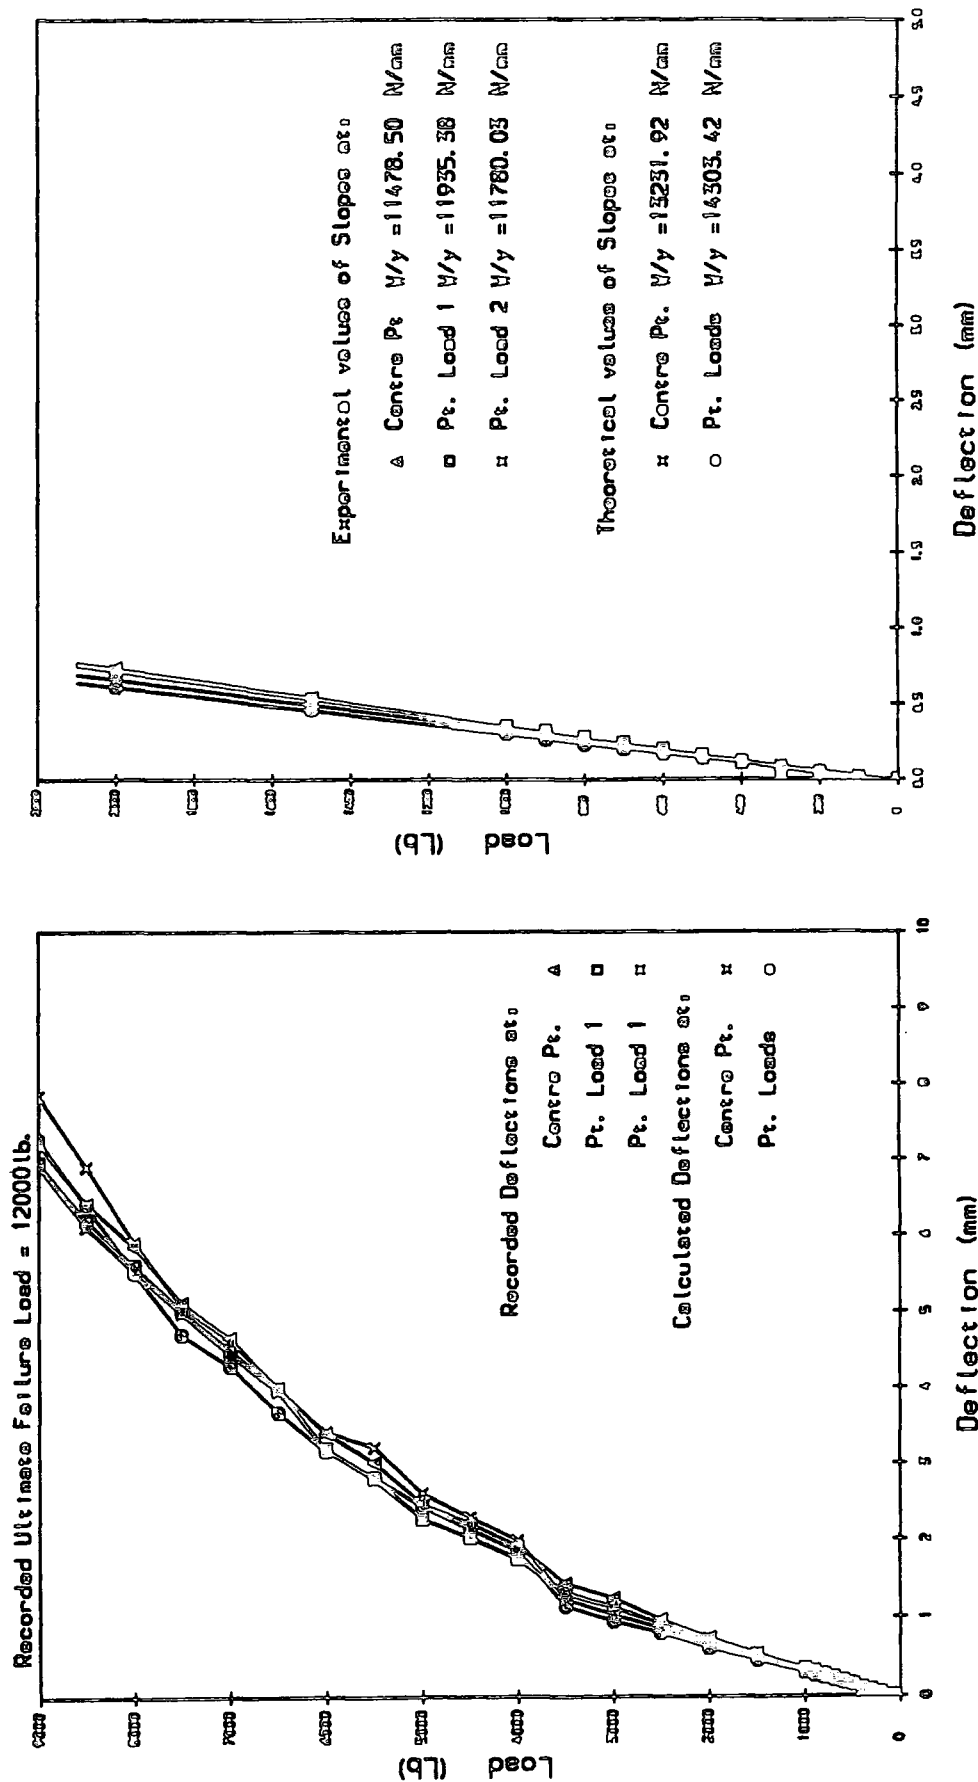 Recorded Ultimate Failure Load = 12000lb.
Load (Lb)
9000
7000
5000
4000
3000
2000
1000
0
Recorded Deflections at:
Centre Pt.
Pt. Load 1
Pt. Load 1
Calculated Deflections at:
Centre Pt.
Pt. Loads
0 1 2 3 4 5 6 7 8 9 10
Deflection (mm)
Load (Lb)
0
Experimental values of Slopes at:
Centre Pt W/y =11478.50 N/mm
Pt. Load 1 W/y =11935.38 N/mm
Pt. Load 2 W/y =11780.03 N/mm
Theoretical values of Slopes at:
Centre Pt. W/y =13231.92 N/mm
Pt. Loads W/y =14303.42 N/mm
0.0 0.5 1.0 1.5 2.0 2.5 3.0 3.5 4.0 4.5 5.0
Deflection (mm)